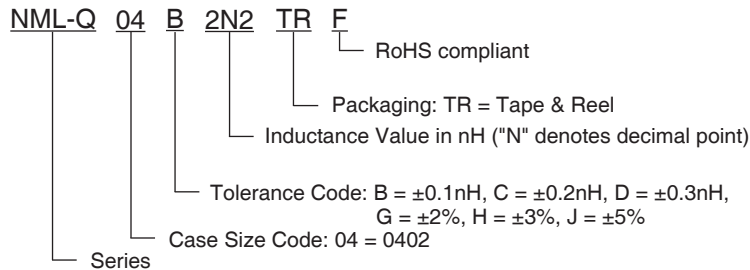 NML-Q 04 B 2N2 TR F
RoHS compliant
Packaging: TR = Tape & Reel
Inductance Value in nH ("N" denotes decimal point)
Tolerance Code: B = ±0.1nH, C = ±0.2nH, D = ±0.3nH,
G = ±2%, H = ±3%, J = ±5%
Case Size Code: 04 = 0402
Series